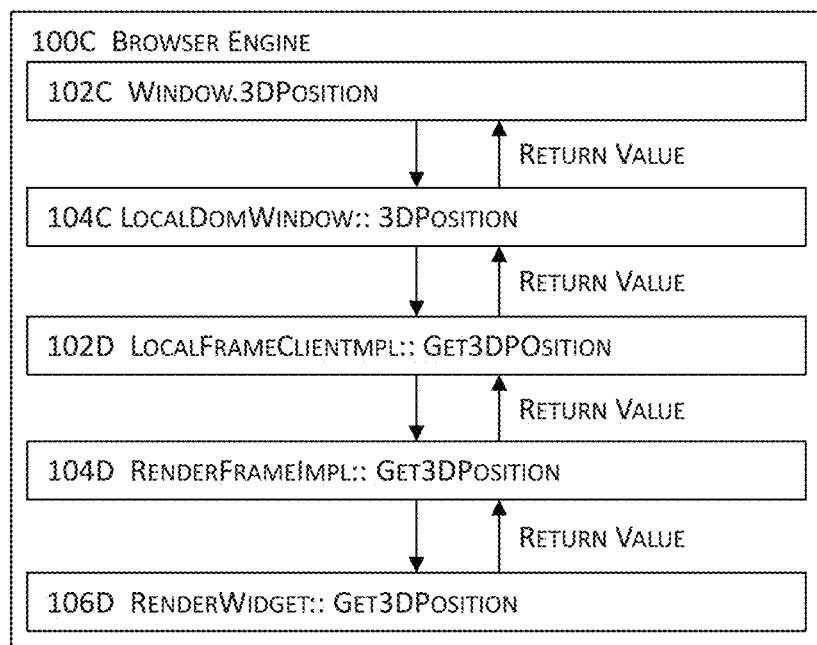 100C BROWSER ENGINE
102C WINDOW.3DPOSITION
RETURN VALUE
104C LOCALDOMWINDOW:: 3DPOSITION
RETURN VALUE
102D LOCALFRAMECLIENTMPL:: GET3DPOSITION
RETURN VALUE
104D RENDERFRAMEIMPL:: GET3DPOSITION
RETURN VALUE
106D RENDERWIDGET:: GET3DPOSITION